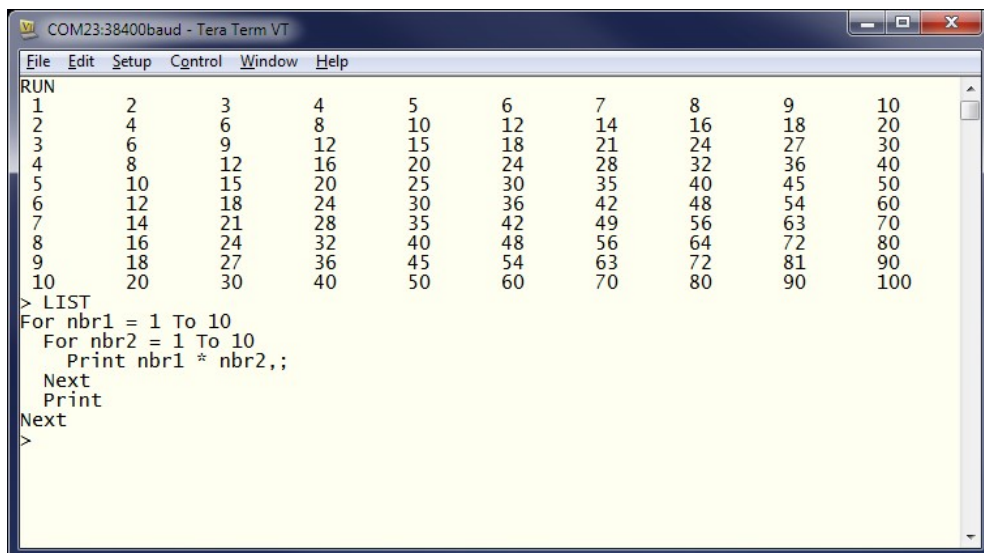 COM23:38400baud - Tera Term VT
File Edit Setup Control Window Help
RUN
1 2 3 4 5 6 7 8 9 10
2 4 6 8 10 12 14 16 18 20
3 6 9 12 15 18 21 24 27 30
4 8 12 16 20 24 28 32 36 40
5 10 15 20 25 30 35 40 45 50
6 12 18 24 30 36 42 48 54 60
7 14 21 28 35 42 49 56 63 70
8 16 24 32 40 48 56 64 72 80
9 18 27 36 45 54 63 72 81 90
10 20 30 40 50 60 70 80 90 100
> LIST
For nbr1 = 1 To 10
  For nbr2 = 1 To 10
    Print nbr1 * nbr2,;
  Next
  Print
Next
>